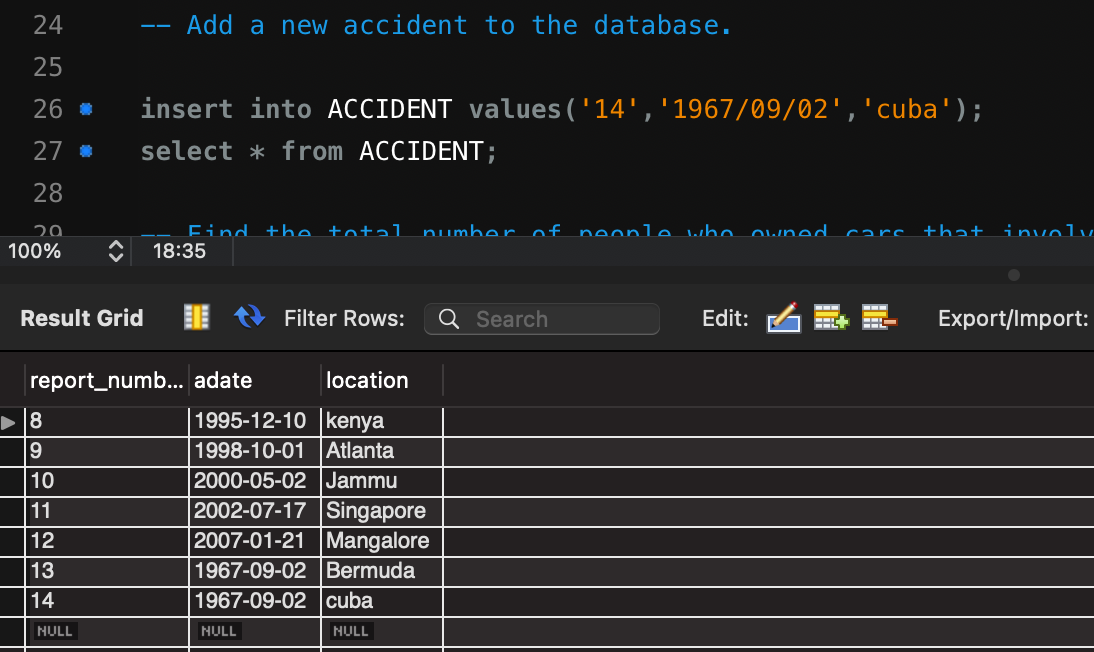 24 -- Add a new accident to the database.
25
26 insert into ACCIDENT values('14','1967/09/02','cuba');
27 select * from ACCIDENT;
28
29 -- Find the total number of people who owned cars that involv
100% 18:35
Result Grid Filter Rows: Search Edit: Export/Import:
report_numb... adate location
8 1995-12-10 kenya
9 1998-10-01 Atlanta
10 2000-05-02 Jammu
11 2002-07-17 Singapore
12 2007-01-21 Mangalore
13 1967-09-02 Bermuda
14 1967-09-02 cuba
NULL NULL NULL